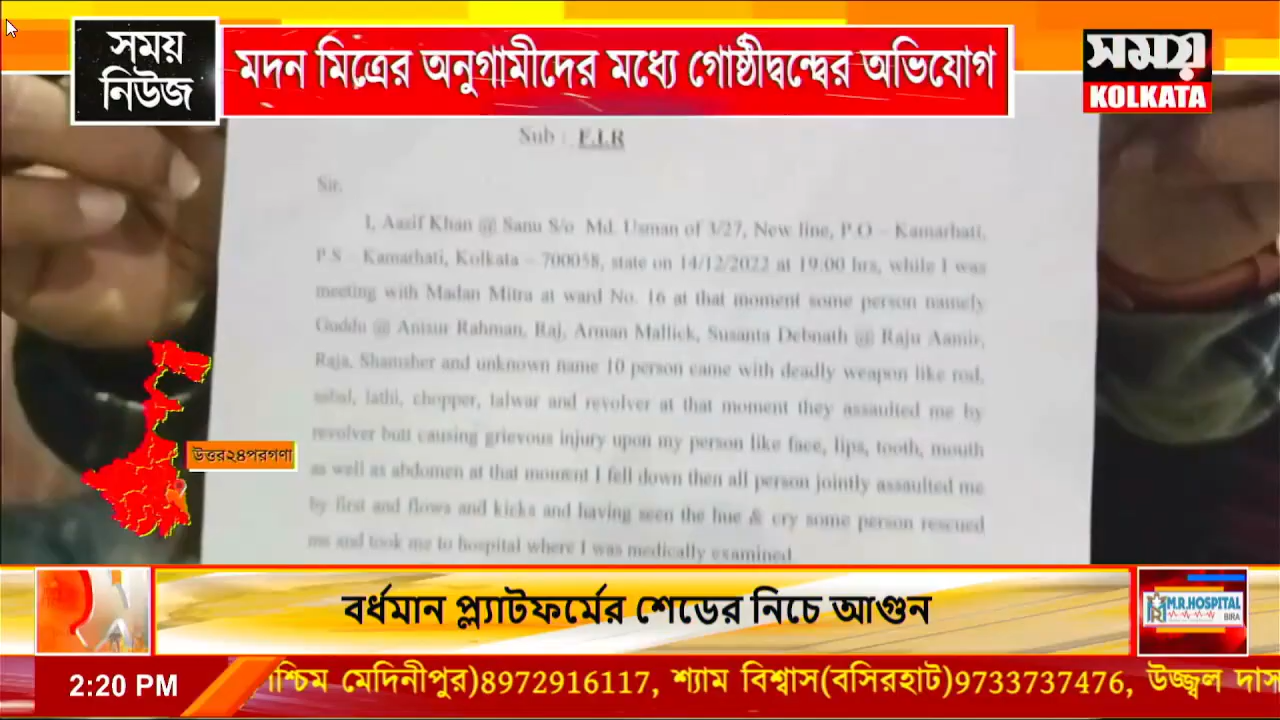 সময়
নিউজ
মদন মিত্রের অনুগামীদের মধ্যে গোষ্ঠীদ্বন্দ্বের অভিযোগ
সময়
KOLKATA
Sub : F.I.R
Sir,
I, Aasif Khan @ Sanu S/o Md. Usman of 3/27, New line, P.O – Kamarhati,
P.S – Kamarhati, Kolkata – 700058, state on 14/12/2022 at 19:00 hrs, while I was
meeting with Madan Mitra at ward No. 16 at that moment some person namely
Guddu @ Anisur Rahman, Raj, Arman Mallick, Susanta Debnath @ Raju Aamir,
Raja, Shamsher and unknown name 10 person came with deadly weapon like rod,
sabal, lathi, chopper, talwar and revolver at that moment they assaulted me by
revolver butt causing grievous injury upon my person like face, lips, tooth, mouth
as well as abdomen at that moment I fell down then all person jointly assaulted me
by first and flows and kicks and having seen the hue & cry some person rescued
me and took me to hospital where I was medically examined
উত্তর২৪পরগণা
বর্ধমান প্ল্যাটফর্মের শেডের নিচে আগুন
M.R.HOSPITAL
BIRA
2:20 PM
শ্চিম মেদিনীপুর)8972916117, শ্যাম বিশ্বাস(বসিরহাট)9733737476, উজ্জ্বল দাস